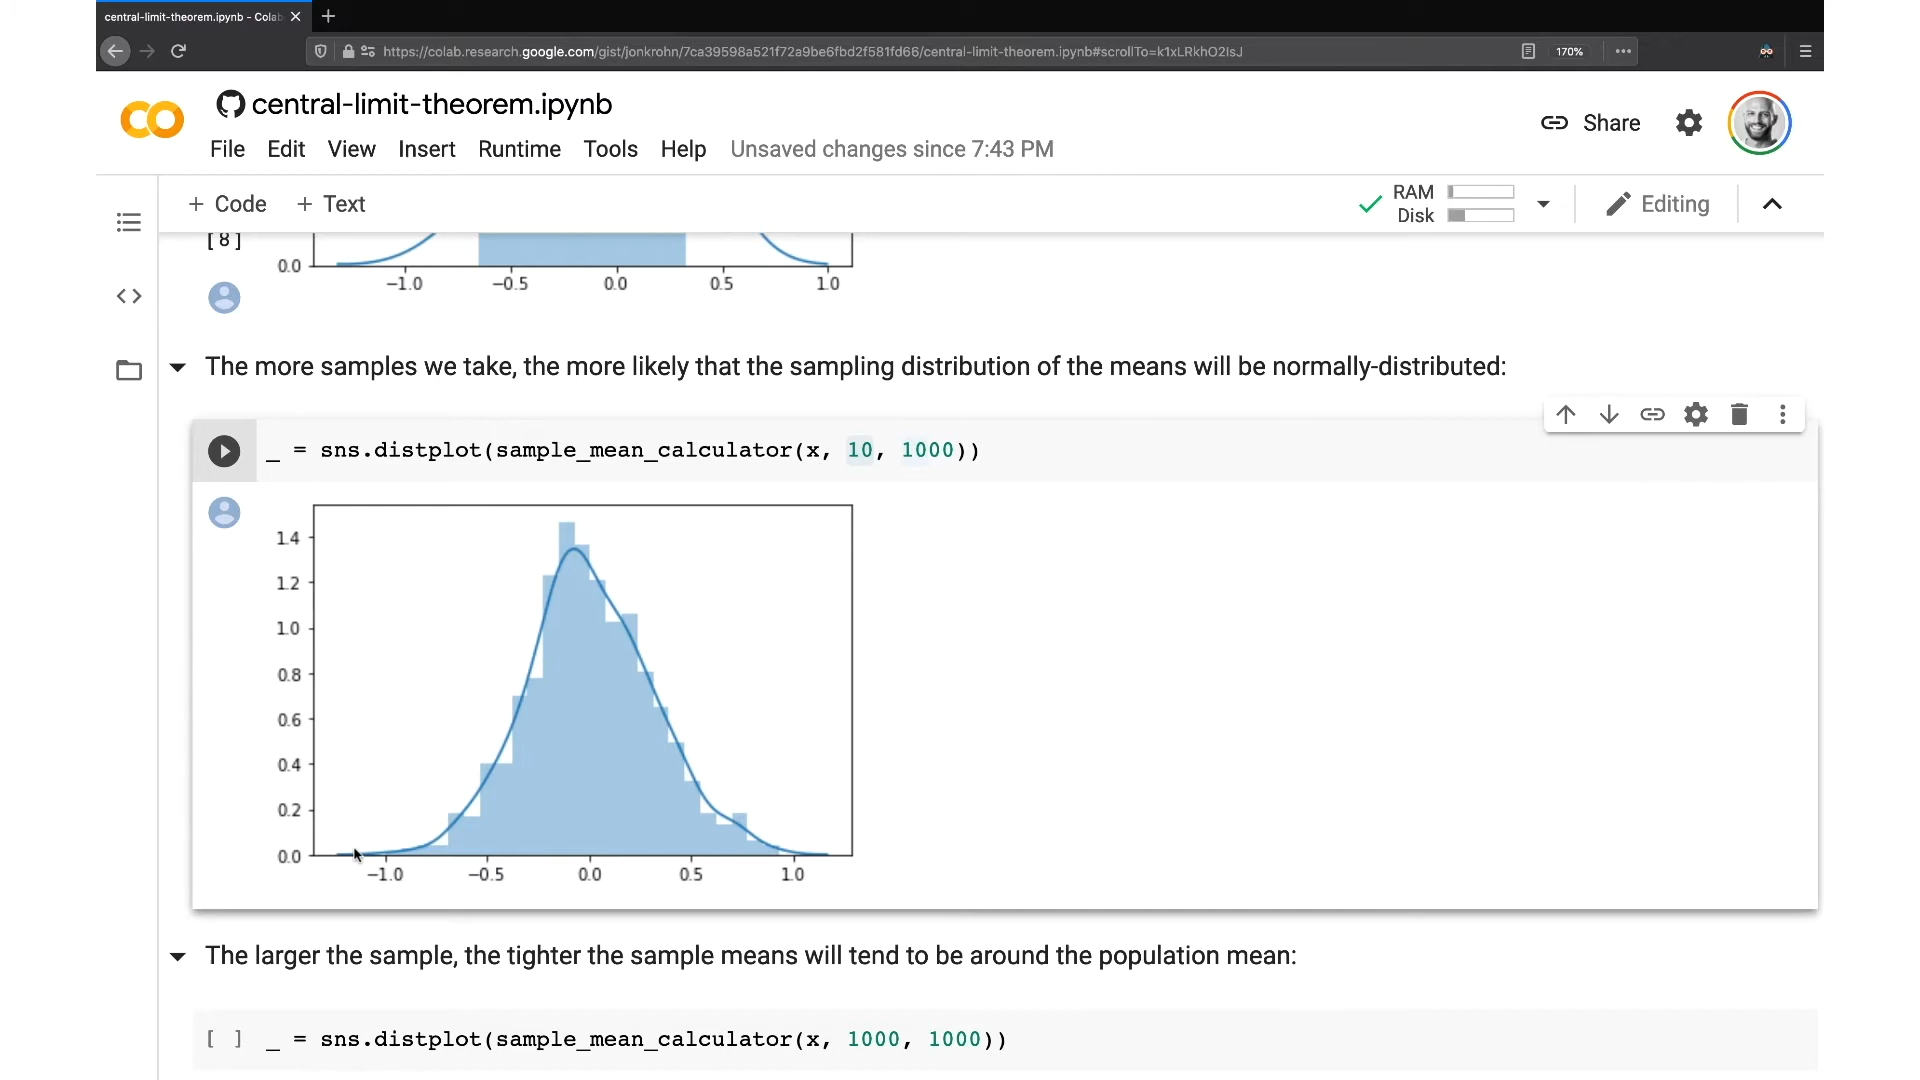 central-limit-theorem.ipynb - Colab
https://colab.research.google.com/gist/jonkrohn/7ca39598a521f72a9be6fbd2f581fd66/central-limit-theorem.ipynb#scrollTo=k1xLRkhO2IsJ
170%
central-limit-theorem.ipynb
Share
File Edit View Insert Runtime Tools Help Unsaved changes since 7:43 PM
+ Code + Text
RAM
Disk
Editing
[8]
0.0
−1.0 −0.5 0.0 0.5 1.0
The more samples we take, the more likely that the sampling distribution of the means will be normally-distributed:
_ = sns.distplot(sample_mean_calculator(x, 10, 1000))
1.4
1.2
1.0
0.8
0.6
0.4
0.2
0.0
−1.0 −0.5 0.0 0.5 1.0
The larger the sample, the tighter the sample means will tend to be around the population mean:
[ ] _ = sns.distplot(sample_mean_calculator(x, 1000, 1000))